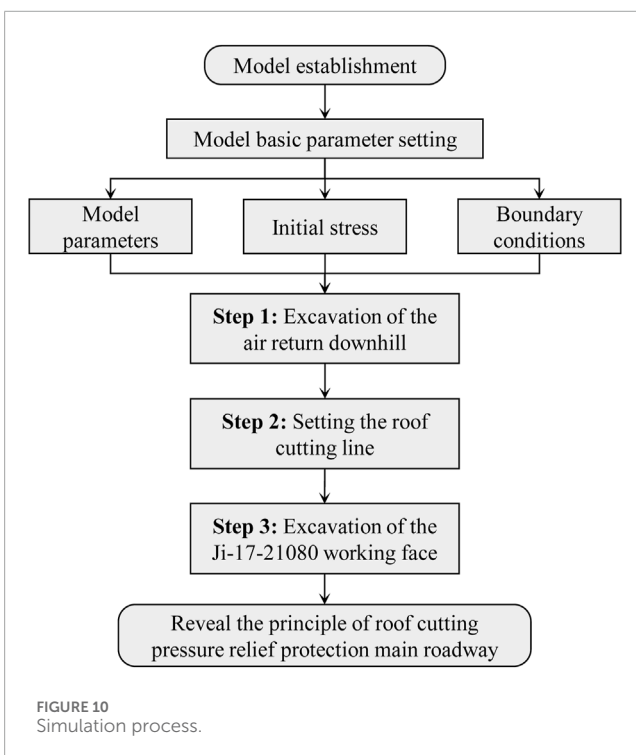 Model establishment
Model basic parameter setting
Model
parameters
Initial stress
Boundary
conditions
Step 1: Excavation of the
air return downhill
Step 2: Setting the roof
cutting line
Step 3: Excavation of the
Ji-17-21080 working face
Reveal the principle of roof cutting
pressure relief protection main roadway
FIGURE 10
Simulation process.